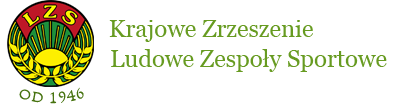 LZS
OD 1946
Krajowe Zrzeszenie
Ludowe Zespoły Sportowe